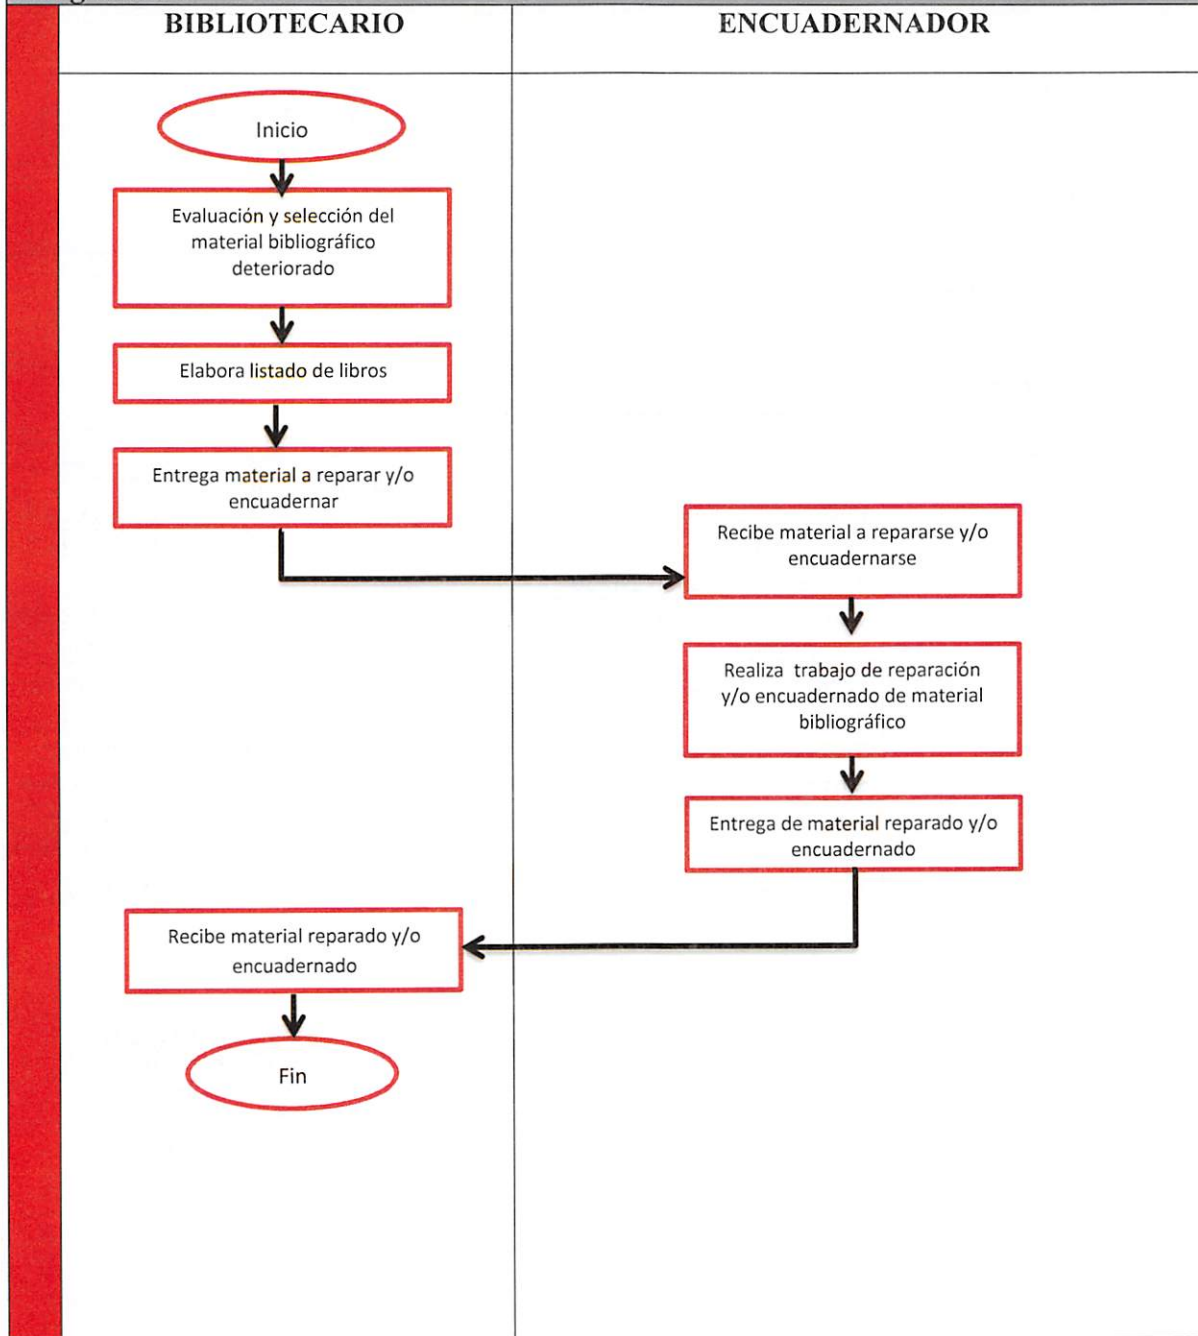 BIBLIOTECARIO
ENCUADERNADOR
Inicio
Evaluación y selección del
material bibliográfico
deteriorado
Elabora listado de libros
Entrega material a reparar y/o
encuadernar
Recibe material a repararse y/o
encuadernarse
Realiza trabajo de reparación
y/o encuadernado de material
bibliográfico
Entrega de material reparado y/o
encuadernado
Recibe material reparado y/o
encuadernado
Fin